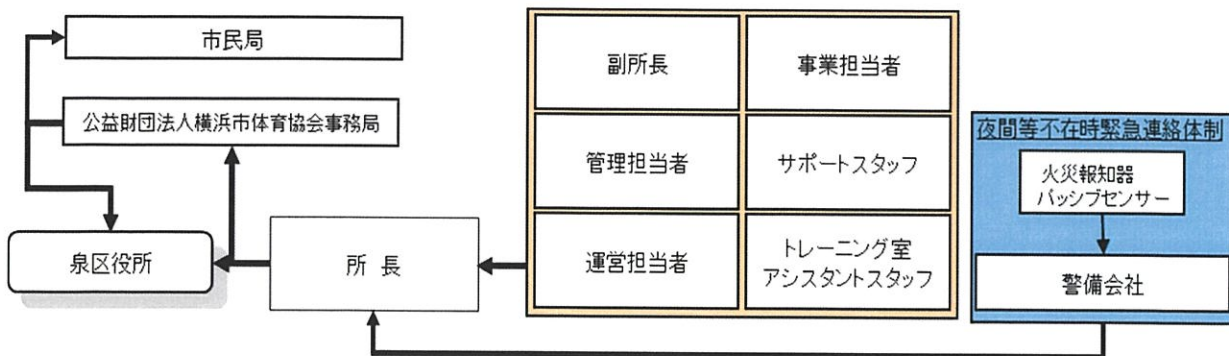 市民局
公益財団法人横浜市体育協会事務局
泉区役所
所 長
副所長
事業担当者
管理担当者
サポートスタッフ
運営担当者
トレーニング室
アシスタントスタッフ
夜間等不在時緊急連絡体制
火災報知器
パッシブセンサー
警備会社